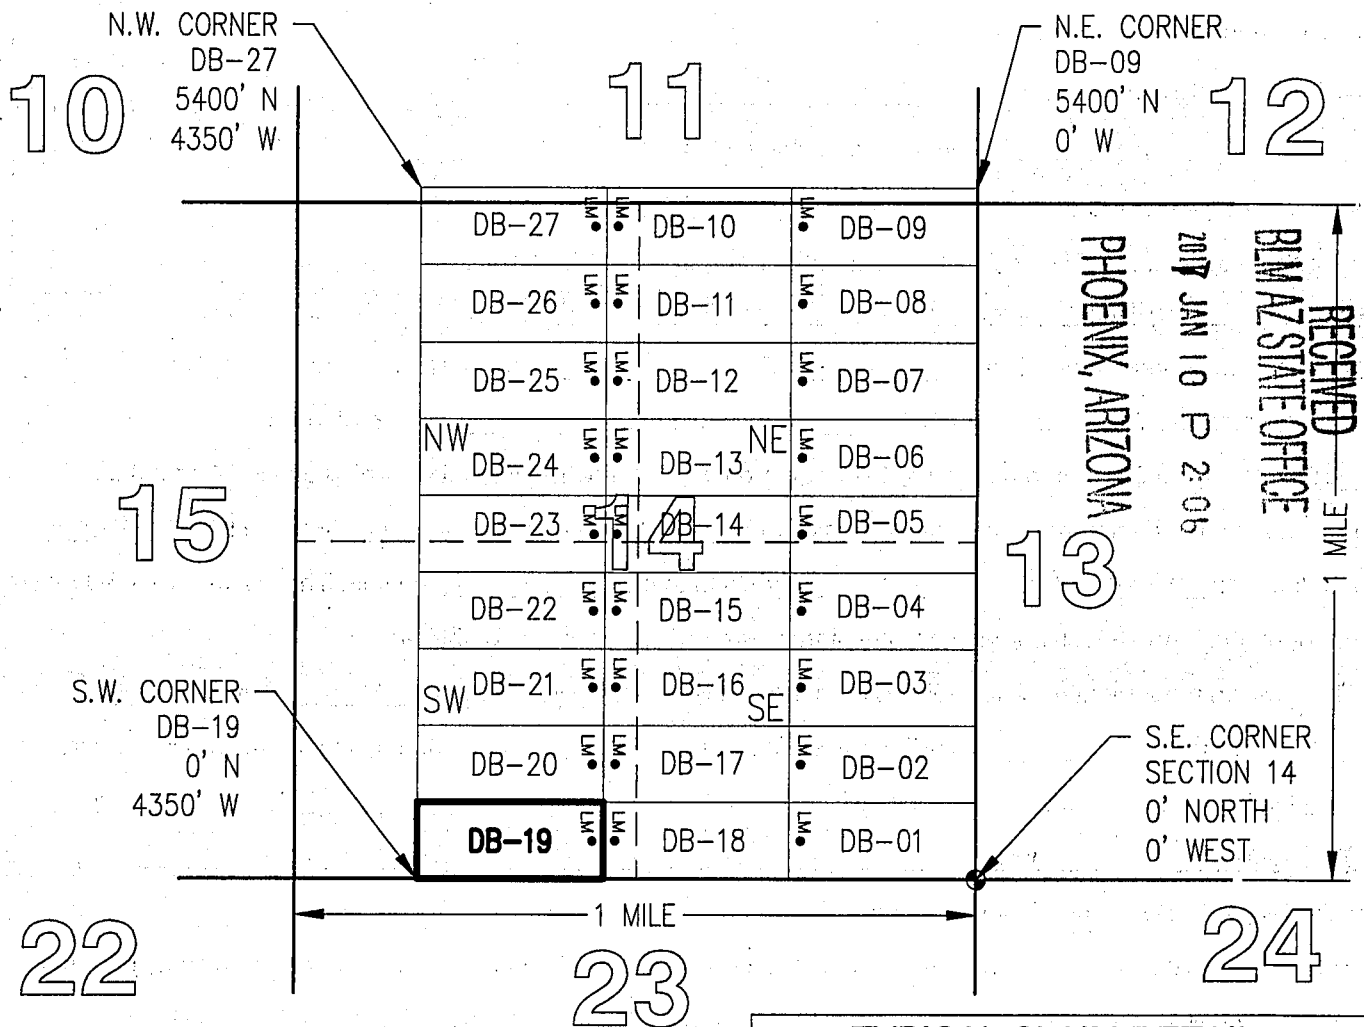 N.W. CORNER
DB-27
5400' N
4350' W
N.E. CORNER
DB-09
5400' N
0' W
10
11
12
DB-27 LM LM DB-10 LM DB-09
DB-26 LM LM DB-11 LM DB-08
DB-25 LM LM DB-12 LM DB-07
NW DB-24 LM LM DB-13 NE LM DB-06
DB-23 LM LM DB-14 LM DB-05
14
DB-22 LM LM DB-15 LM DB-04
SW DB-21 LM LM DB-16 SE LM DB-03
DB-20 LM LM DB-17 LM DB-02
DB-19 LM LM DB-18 LM DB-01
15
13
RECEIVED
BLM AZ STATE OFFICE
2017 JAN 10 P 2:06
PHOENIX, ARIZONA
1 MILE
S.W. CORNER
DB-19
0' N
4350' W
S.E. CORNER
SECTION 14
0' NORTH
0' WEST
1 MILE
22
23
24